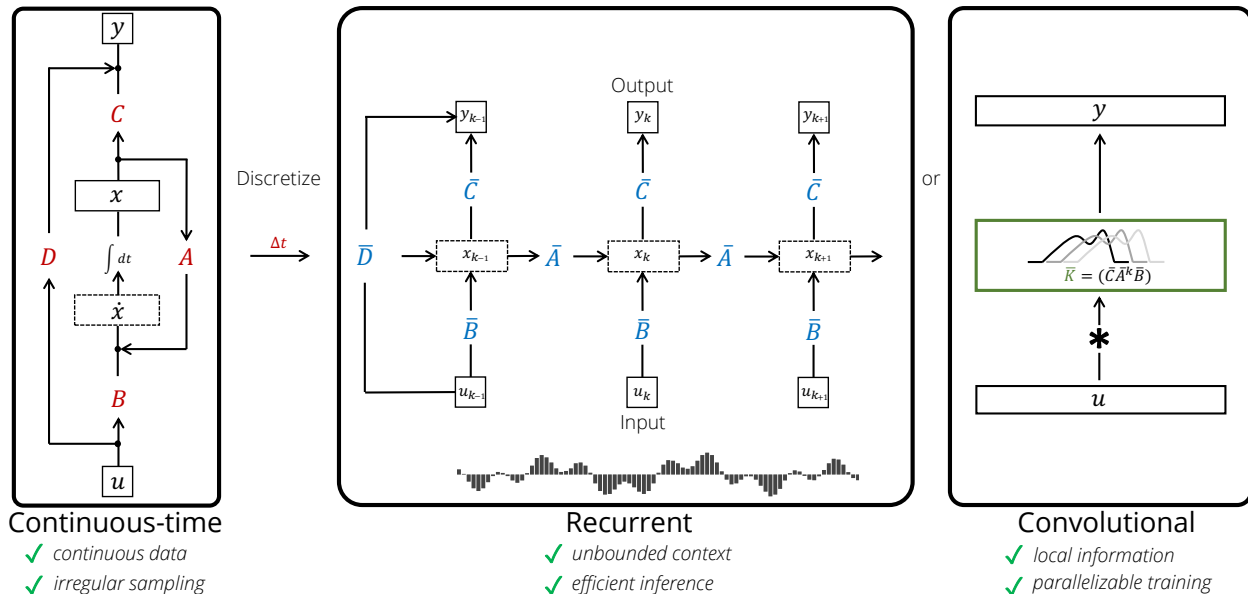 y
C
x
D
∫ dt
A
ẋ
B
u
Continuous-time
✓ continuous data
✓ irregular sampling
Discretize
Δt
Output
y_{k−1} y_k y_{k+1}
C̄ C̄ C̄
D̄ x_{k−1} Ā x_k Ā x_{k+1}
B̄ B̄ B̄
u_{k−1} u_k u_{k+1}
Input
Recurrent
✓ unbounded context
✓ efficient inference
or
y
K̄ = (C̄Ā^kB̄)
*
u
Convolutional
✓ local information
✓ parallelizable training